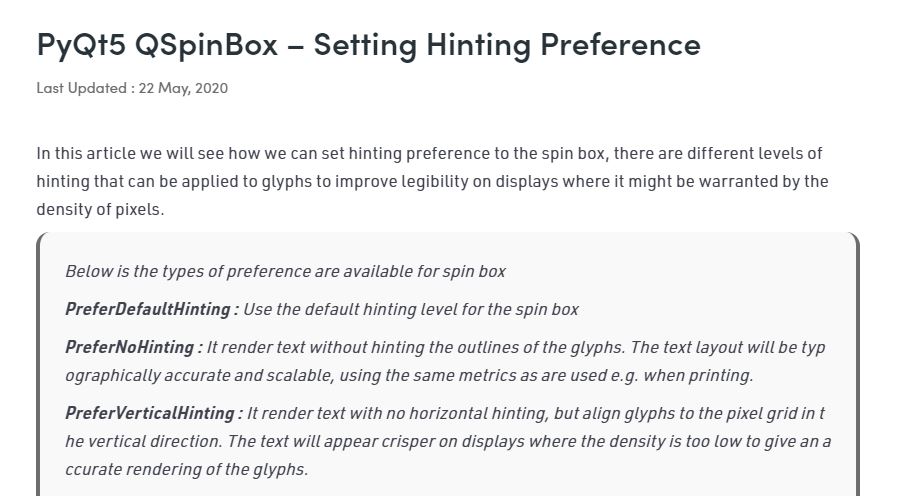 PyQt5 QSpinBox – Setting Hinting Preference
Last Updated : 22 May, 2020
In this article we will see how we can set hinting preference to the spin box, there are different levels of
hinting that can be applied to glyphs to improve legibility on displays where it might be warranted by the
density of pixels.
Below is the types of preference are available for spin box
PreferDefaultHinting : Use the default hinting level for the spin box
PreferNoHinting : It render text without hinting the outlines of the glyphs. The text layout will be typ
ographically accurate and scalable, using the same metrics as are used e.g. when printing.
PreferVerticalHinting : It render text with no horizontal hinting, but align glyphs to the pixel grid in t
he vertical direction. The text will appear crisper on displays where the density is too low to give an a
ccurate rendering of the glyphs.